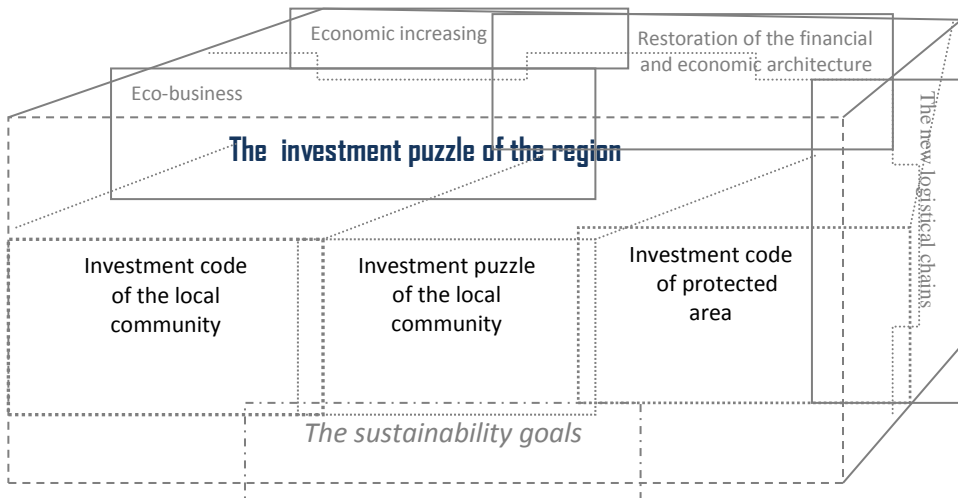 Economic increasing
Restoration of the financial
and economic architecture
Eco-business
The investment puzzle of the region
The new logistical chains
Investment code
of the local
community
Investment puzzle
of the local
community
Investment code
of protected
area
The sustainability goals